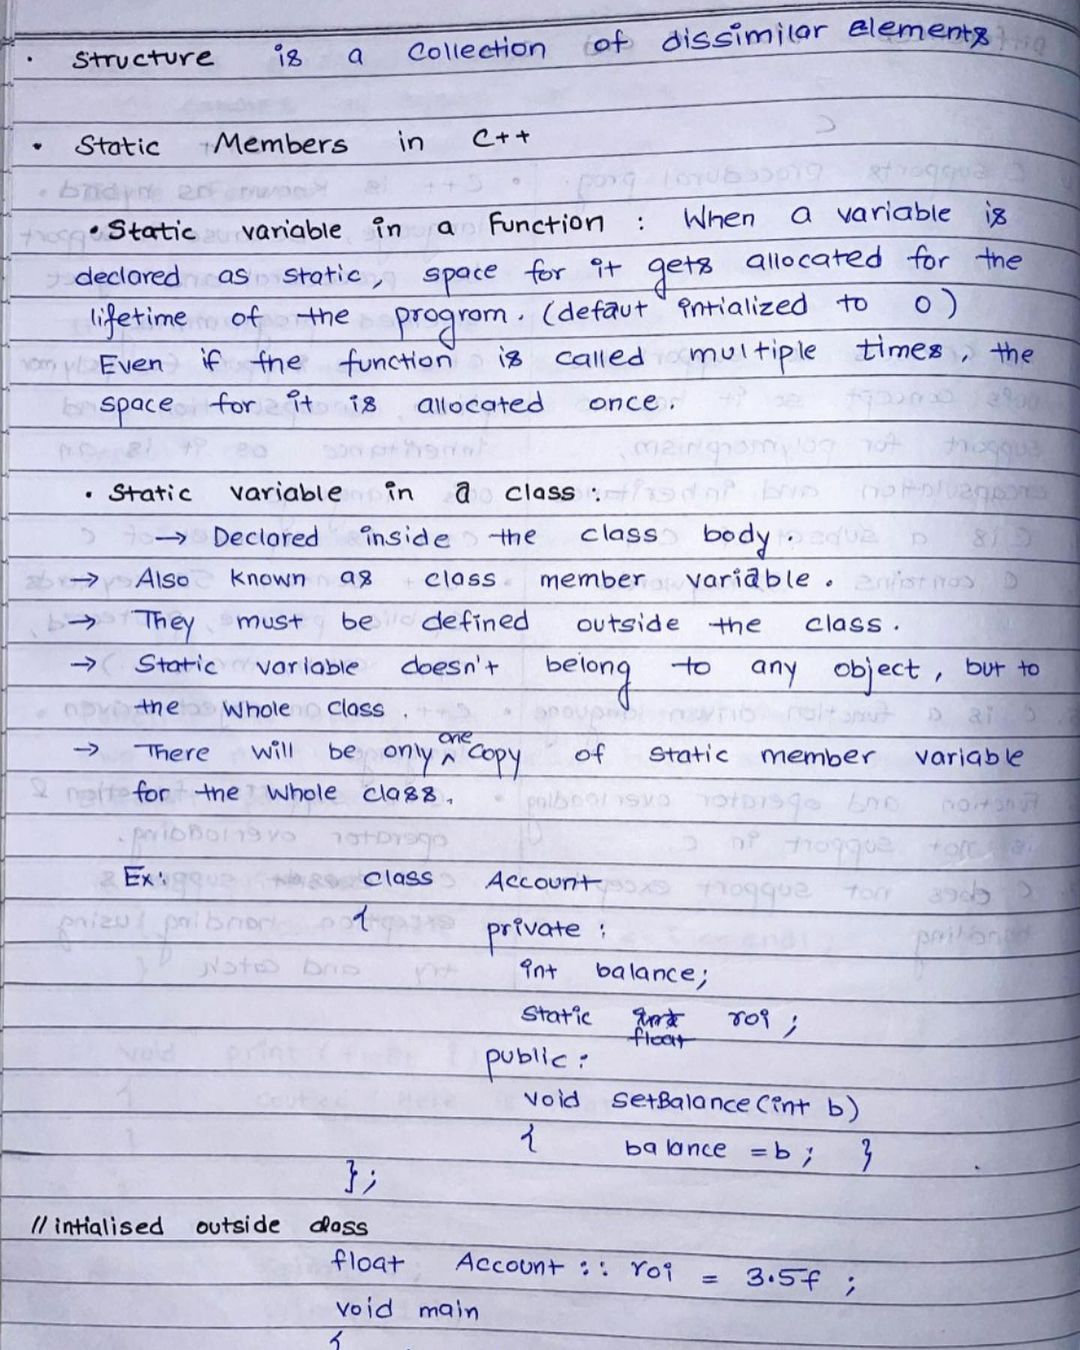 • Structure is a Collection of dissimilar elements
• Static Members in C++
• Static variable in a Function : When a variable is
declared as static, space for it gets allocated for the
lifetime of the program. (defaut intialized to 0)
Even if the function is called multiple times, the
space for it is allocated once.
• Static variable in a class :
→ Declared inside the class body.
→ Also known as class member variable.
→ They must be defined outside the class.
→ Static variable doesn't belong to any object, but to
the Whole Class.
→ There will be only one Copy of static member variable
for the whole class.
Ex: class Account
{ private :
int balance;
Static float roi ;
public :
void setBalance (int b)
{ balance = b ; }
};
// intialised outside class
float Account :: roi = 3.5f ;
void main
{